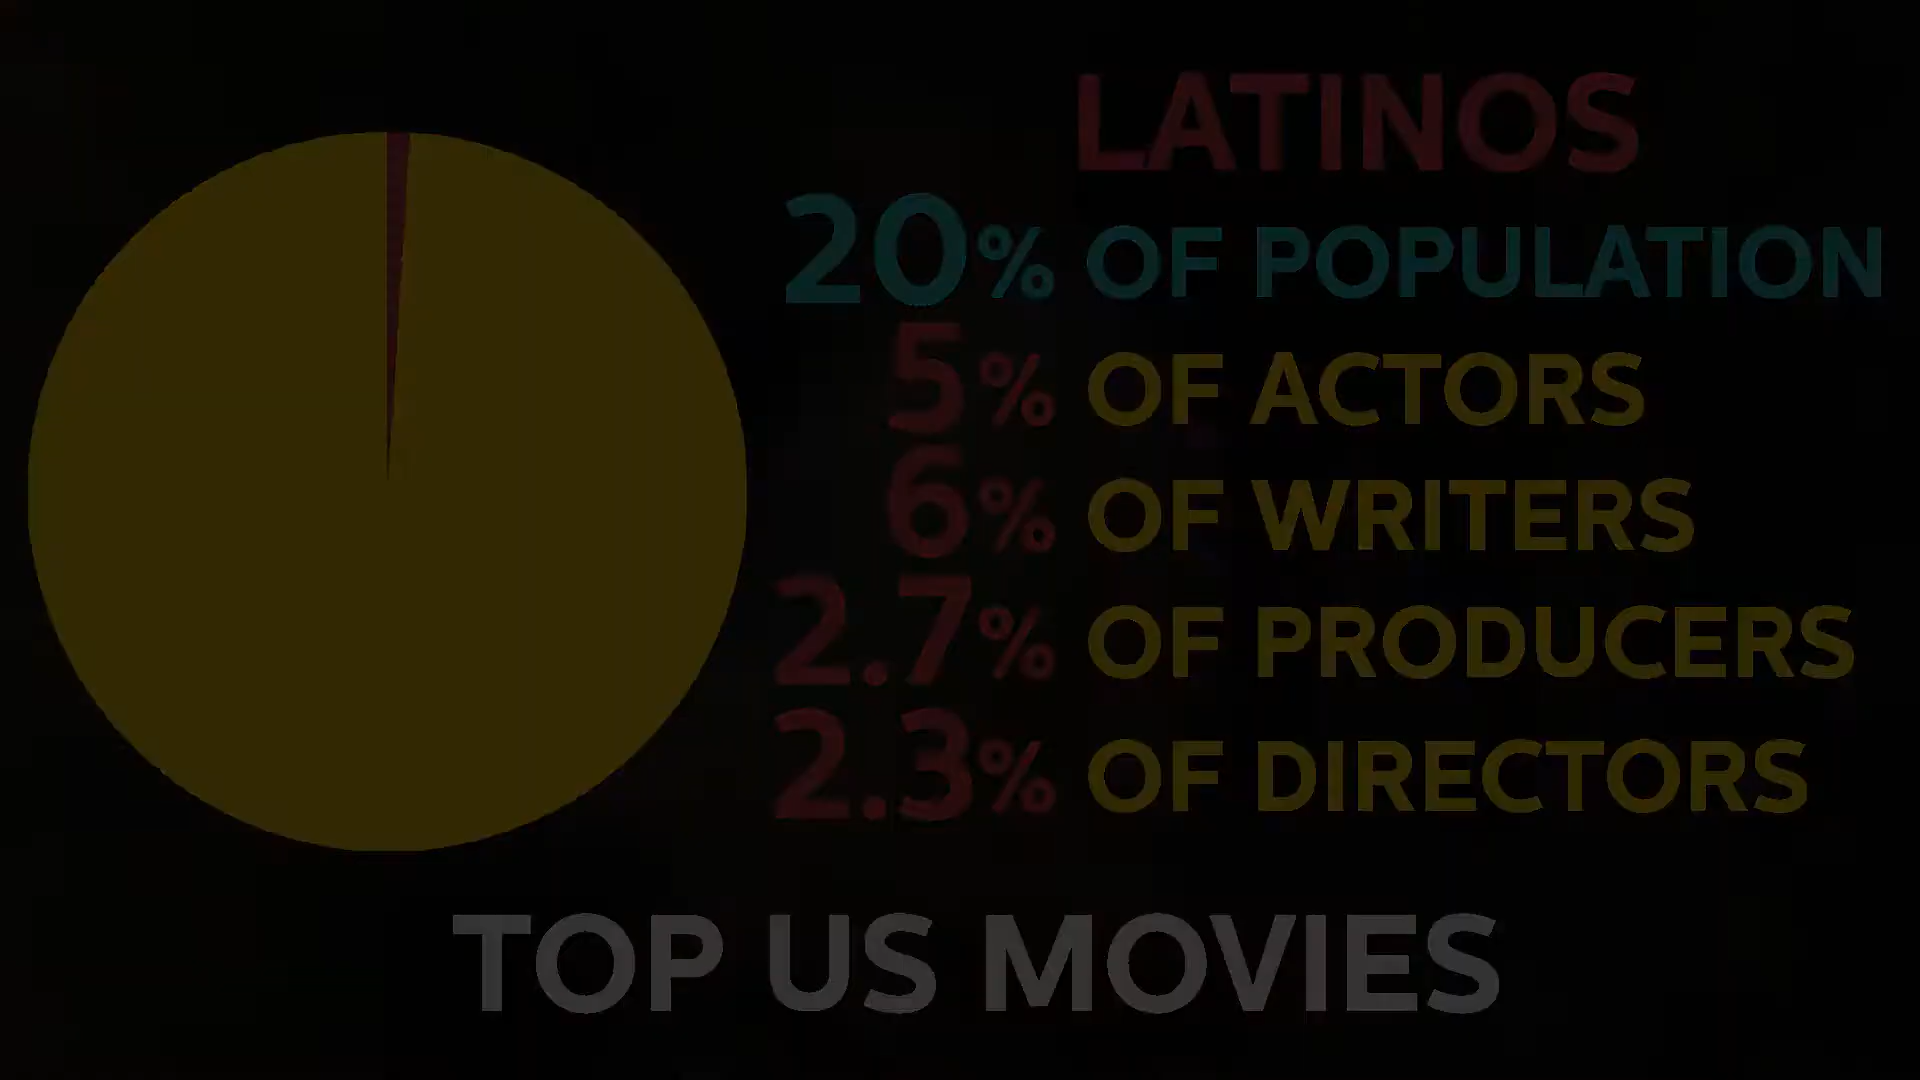 LATINOS
20% OF POPULATION
5% OF ACTORS
6% OF WRITERS
2.7% OF PRODUCERS
2.3% OF DIRECTORS
TOP US MOVIES